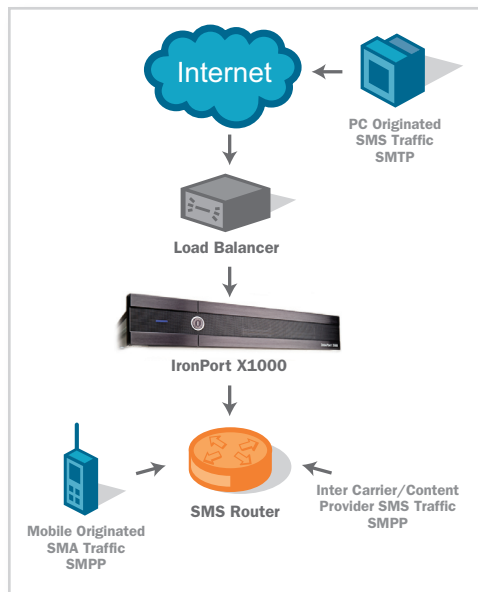 Internet
PC Originated
SMS Traffic
SMTP
Load Balancer
IronPort X1000
SMS Router
Mobile Originated
SMA Traffic
SMPP
Inter Carrier/Content
Provider SMS Traffic
SMPP